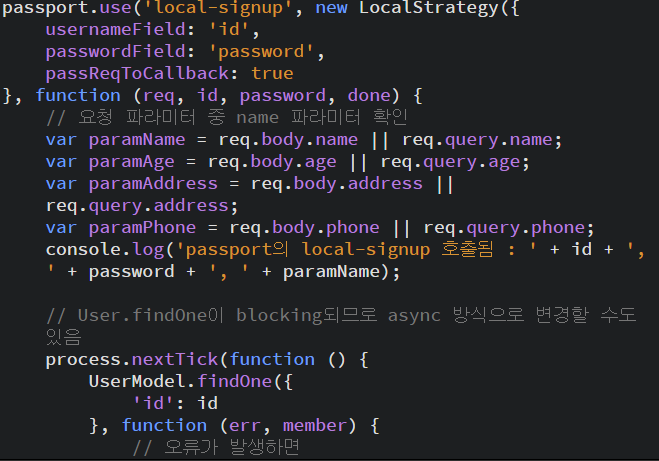 passport.use('local-signup', new LocalStrategy({
    usernameField: 'id',
    passwordField: 'password',
    passReqToCallback: true
}, function (req, id, password, done) {
    // 요청 파라미터 중 name 파라미터 확인
    var paramName = req.body.name || req.query.name;
    var paramAge = req.body.age || req.query.age;
    var paramAddress = req.body.address ||
    req.query.address;
    var paramPhone = req.body.phone || req.query.phone;
    console.log('passport의 local-signup 호출됨 : ' + id + ',
    ' + password + ', ' + paramName);

    // User.findOne이 blocking되므로 async 방식으로 변경할 수도
    있음
    process.nextTick(function () {
        UserModel.findOne({
            'id': id
        }, function (err, member) {
            // 오류가 발생하면